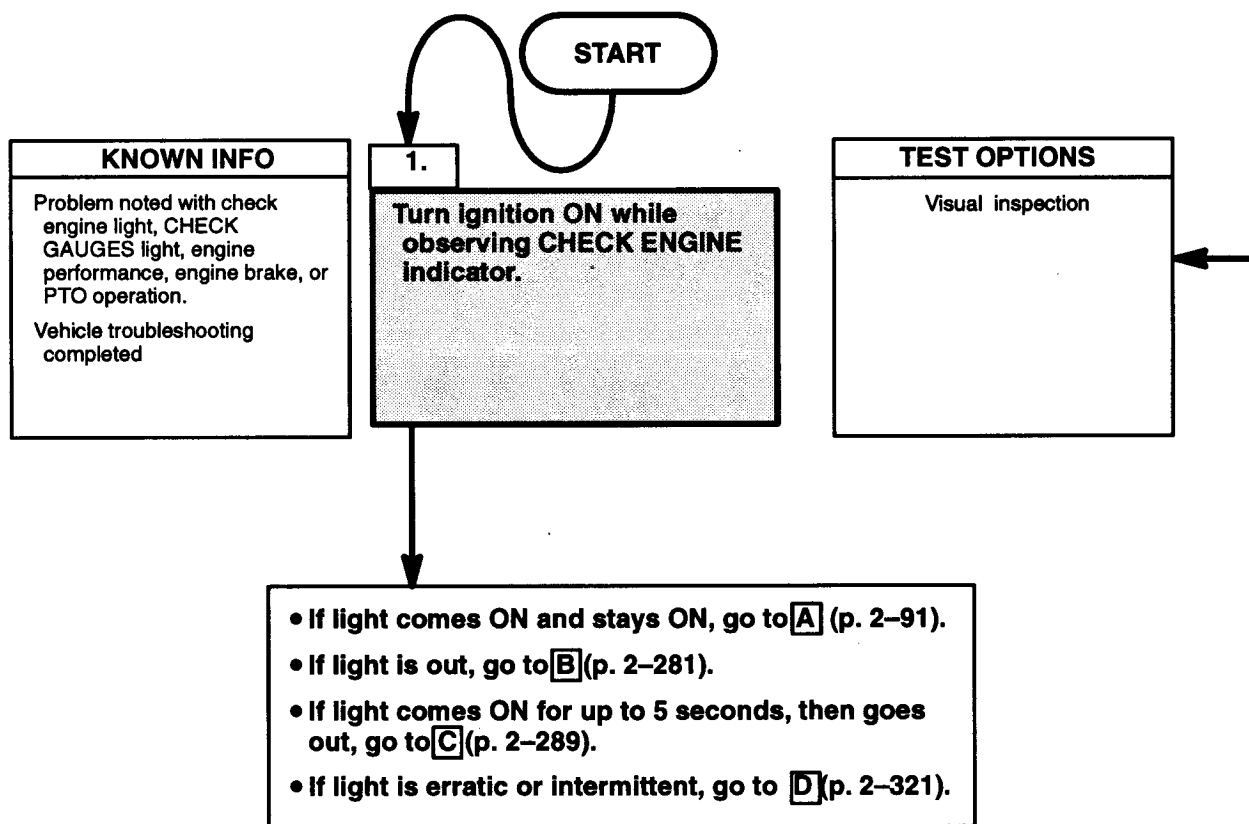 START
KNOWN INFO
Problem noted with check
engine light, CHECK
GAUGES light, engine
performance, engine brake, or
PTO operation.
Vehicle troubleshooting
completed
1.
Turn ignition ON while
observing CHECK ENGINE
indicator.
TEST OPTIONS
Visual inspection
• If light comes ON and stays ON, go to A (p. 2–91).
• If light is out, go to B (p. 2–281).
• If light comes ON for up to 5 seconds, then goes
out, go to C (p. 2–289).
• If light is erratic or intermittent, go to D (p. 2–321).